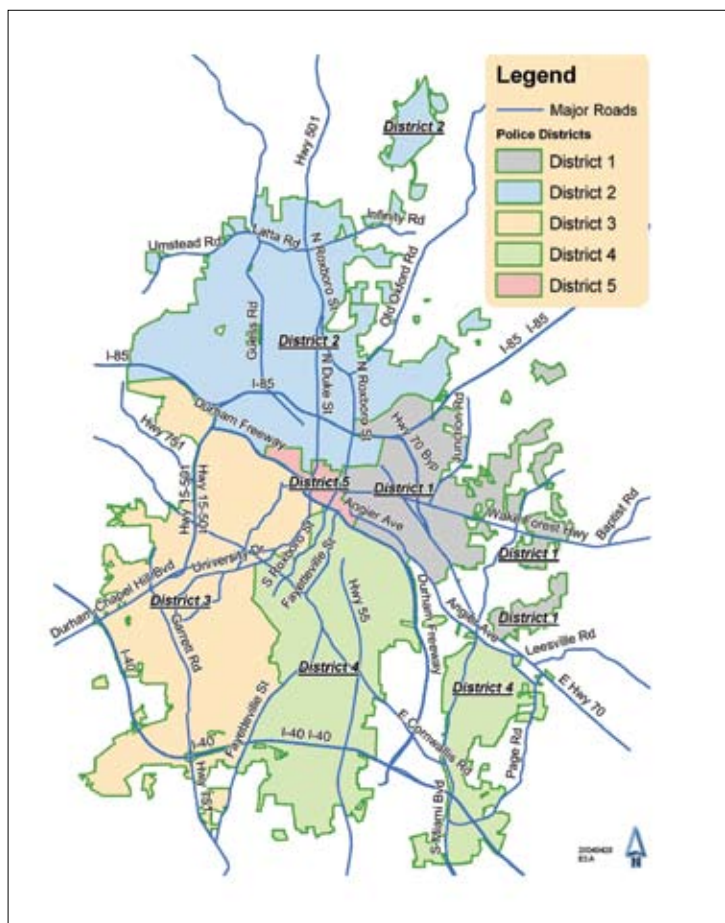 Legend
Major Roads
Police Districts
District 1
District 2
District 3
District 4
District 5
District 2
Hwy 501
Infinity Rd
Umstead Rd
Latta Rd
N Roxboro St
Old Oxford Rd
Guess Rd
District 2
I-85 I-85
I-85
N Duke St
N Roxboro St
I-85
Durham Freeway
Hwy 70 Byp
Junction Rd
Hwy 751
Hwy 15-501
Hwy 15-501
District 5
District 1
Angier Ave
Wake Forest Hwy
Baptist Rd
S Roxboro St
Fayetteville St
University Dr
District 1
Durham-Chapel Hill Blvd
District 3
Garrett Rd
Hwy 55
Durham Freeway
Angier Ave
District 1
Leesville Rd
District 4
District 4
E Hwy 70
I-40
Fayetteville St
E Cornwallis Rd
Page Rd
I-40
I-40 I-40
Hwy 751
S Miami Bvd
N